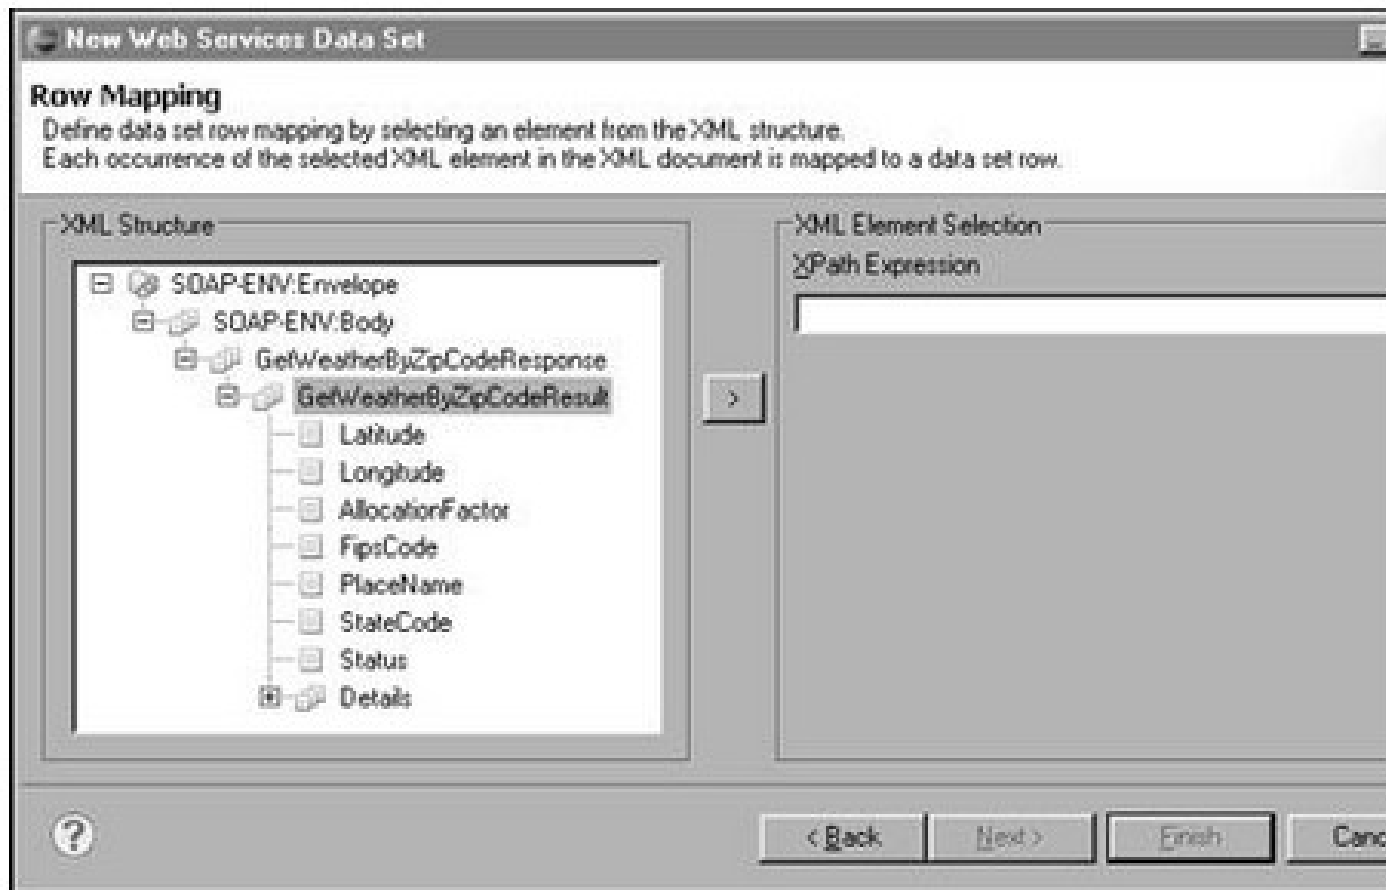 New Web Services Data Set
Row Mapping
Define data set row mapping by selecting an element from the XML structure.
Each occurrence of the selected XML element in the XML document is mapped to a data set row.
XML Structure
SOAP-ENV:Envelope
SOAP-ENV:Body
GetWeatherByZipCodeResponse
GetWeatherByZipCodeResult
Latitude
Longitude
AllocationFactor
FipsCode
PlaceName
StateCode
Status
Details
>
XML Element Selection
XPath Expression
?
< Back
Next >
Finish
Canc